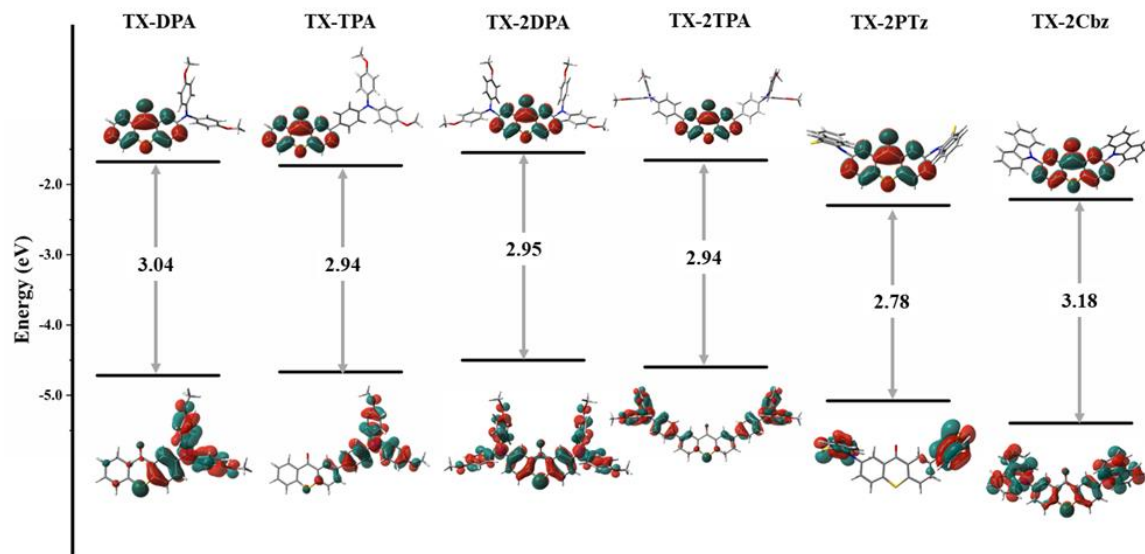 TX-DPA TX-TPA TX-2DPA TX-2TPA TX-2PTz TX-2Cbz
Energy (eV)
-2.0
-3.0
-4.0
-5.0
3.04 2.94 2.95 2.94 2.78 3.18